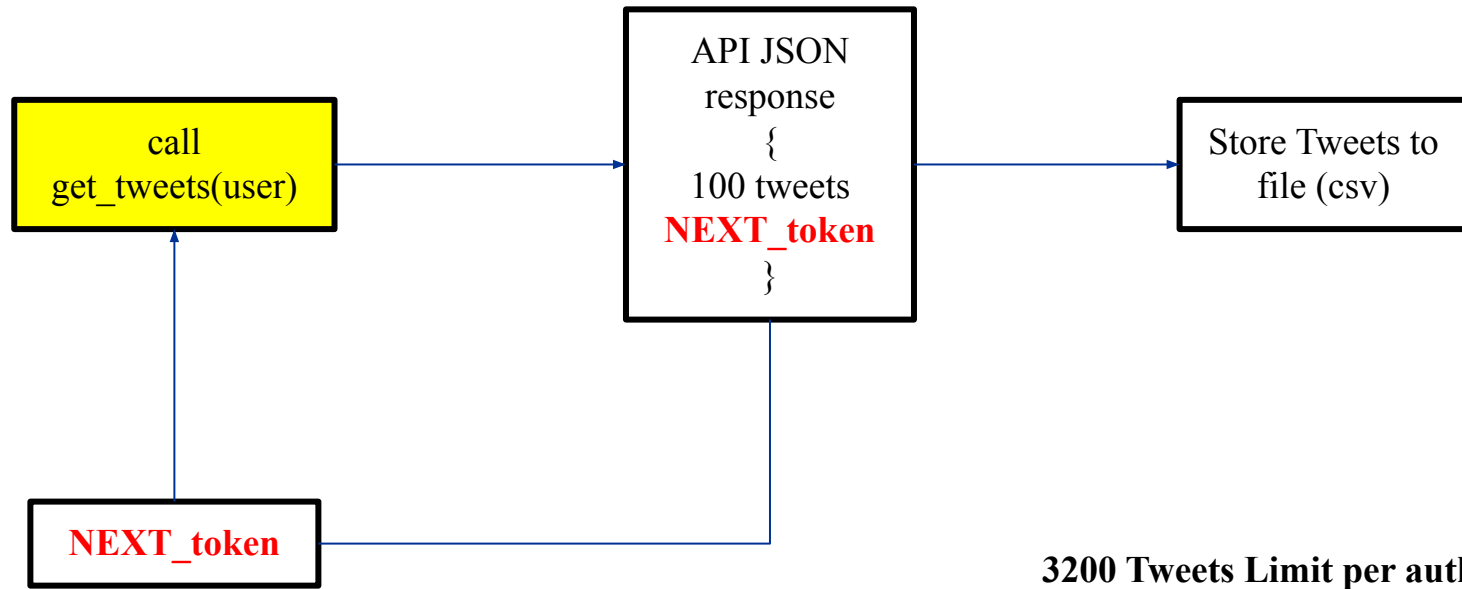 call
get_tweets(user)
API JSON
response
{
100 tweets
NEXT_token
}
Store Tweets to
file (csv)
NEXT_token
3200 Tweets Limit per